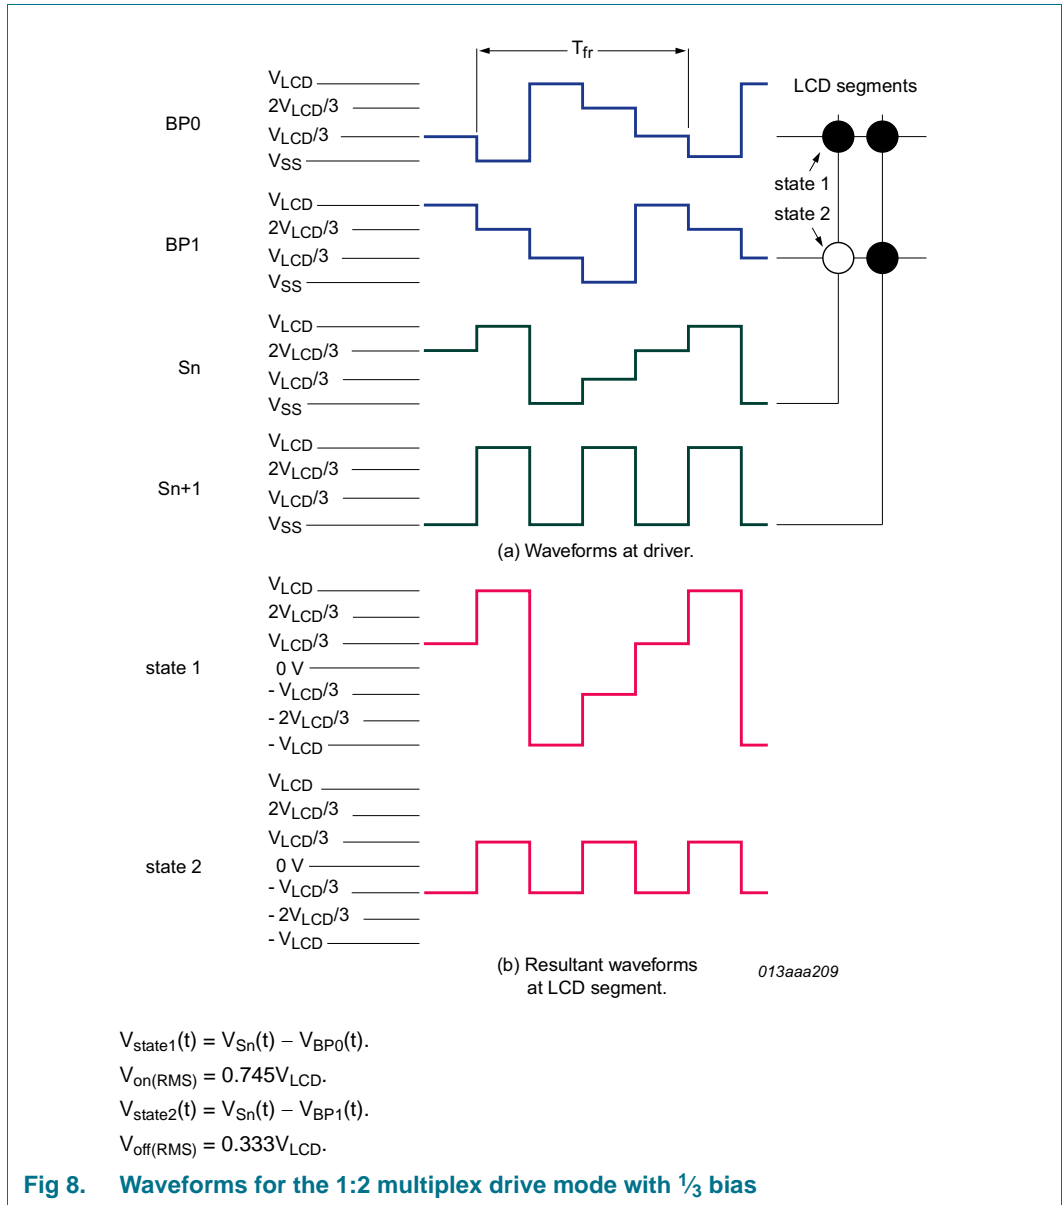 T_fr
V_LCD
2V_LCD/3
V_LCD/3
V_SS
BP0
LCD segments
state 1
state 2
V_LCD
2V_LCD/3
V_LCD/3
V_SS
BP1
V_LCD
2V_LCD/3
V_LCD/3
V_SS
Sn
V_LCD
2V_LCD/3
V_LCD/3
V_SS
Sn+1
(a) Waveforms at driver.
V_LCD
2V_LCD/3
V_LCD/3
0 V
- V_LCD/3
- 2V_LCD/3
- V_LCD
state 1
V_LCD
2V_LCD/3
V_LCD/3
0 V
- V_LCD/3
- 2V_LCD/3
- V_LCD
state 2
(b) Resultant waveforms
at LCD segment.
013aaa209
V_state1(t) = V_Sn(t) − V_BP0(t).
V_on(RMS) = 0.745V_LCD.
V_state2(t) = V_Sn(t) − V_BP1(t).
V_off(RMS) = 0.333V_LCD.
Fig 8. Waveforms for the 1:2 multiplex drive mode with 1⁄3 bias